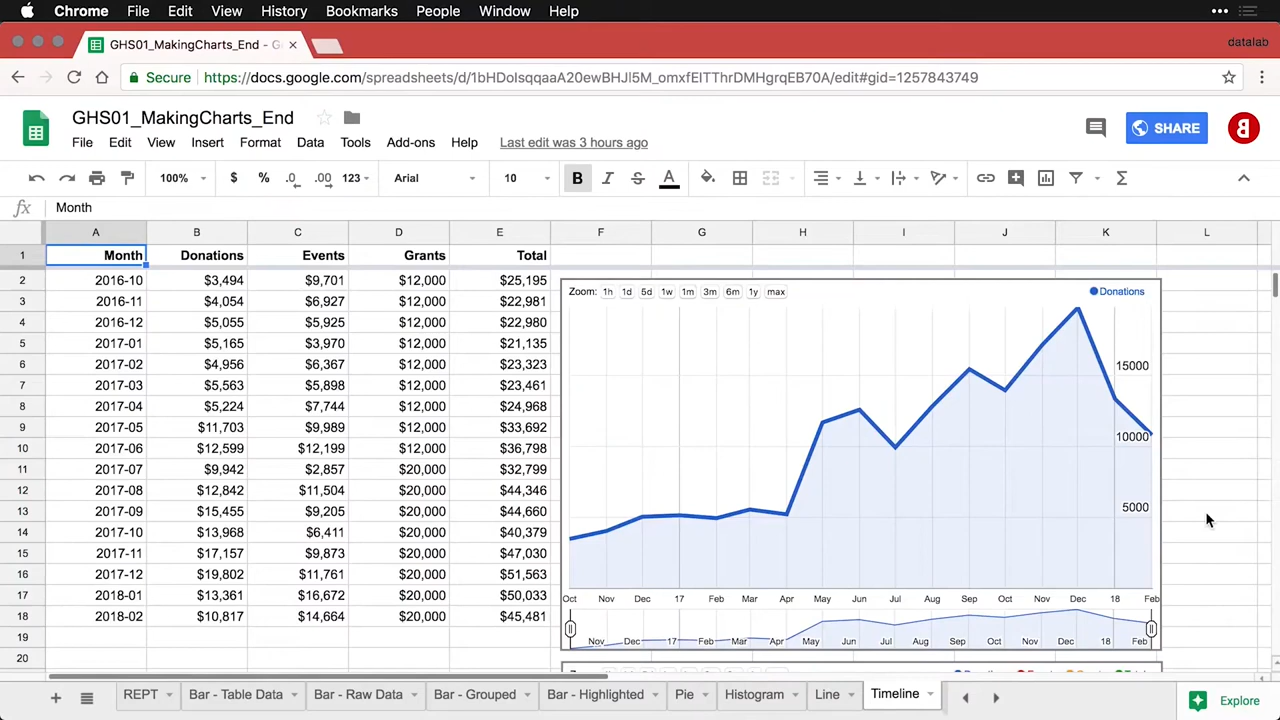 Chrome File Edit View History Bookmarks People Window Help
GHS01_MakingCharts_End - G
datalab
Secure https://docs.google.com/spreadsheets/d/1bHDolsqqaaA20ewBHJl5M_omxfElTThrDMHgrqEB70A/edit#gid=1257843749
GHS01_MakingCharts_End
File Edit View Insert Format Data Tools Add-ons Help Last edit was 3 hours ago
SHARE
100% $ % .0 .00 123 Arial 10 B I S A Σ
fx Month
A B C D E F G H I J K L
1 Month Donations Events Grants Total
2 2016-10 $3,494 $9,701 $12,000 $25,195
3 2016-11 $4,054 $6,927 $12,000 $22,981
4 2016-12 $5,055 $5,925 $12,000 $22,980
5 2017-01 $5,165 $3,970 $12,000 $21,135
6 2017-02 $4,956 $6,367 $12,000 $23,323
7 2017-03 $5,563 $5,898 $12,000 $23,461
8 2017-04 $5,224 $7,744 $12,000 $24,968
9 2017-05 $11,703 $9,989 $12,000 $33,692
10 2017-06 $12,599 $12,199 $12,000 $36,798
11 2017-07 $9,942 $2,857 $20,000 $32,799
12 2017-08 $12,842 $11,504 $20,000 $44,346
13 2017-09 $15,455 $9,205 $20,000 $44,660
14 2017-10 $13,968 $6,411 $20,000 $40,379
15 2017-11 $17,157 $9,873 $20,000 $47,030
16 2017-12 $19,802 $11,761 $20,000 $51,563
17 2018-01 $13,361 $16,672 $20,000 $50,033
18 2018-02 $10,817 $14,664 $20,000 $45,481
19
20
Zoom: 1h 1d 5d 1w 1m 3m 6m 1y max Donations
15000
10000
5000
Oct Nov Dec 17 Feb Mar Apr May Jun Jul Aug Sep Oct Nov Dec 18 Feb
Nov Dec 17 Feb Mar Apr May Jun Jul Aug Sep Oct Nov Dec 18 Feb
REPT Bar - Table Data Bar - Raw Data Bar - Grouped Bar - Highlighted Pie Histogram Line Timeline Explore